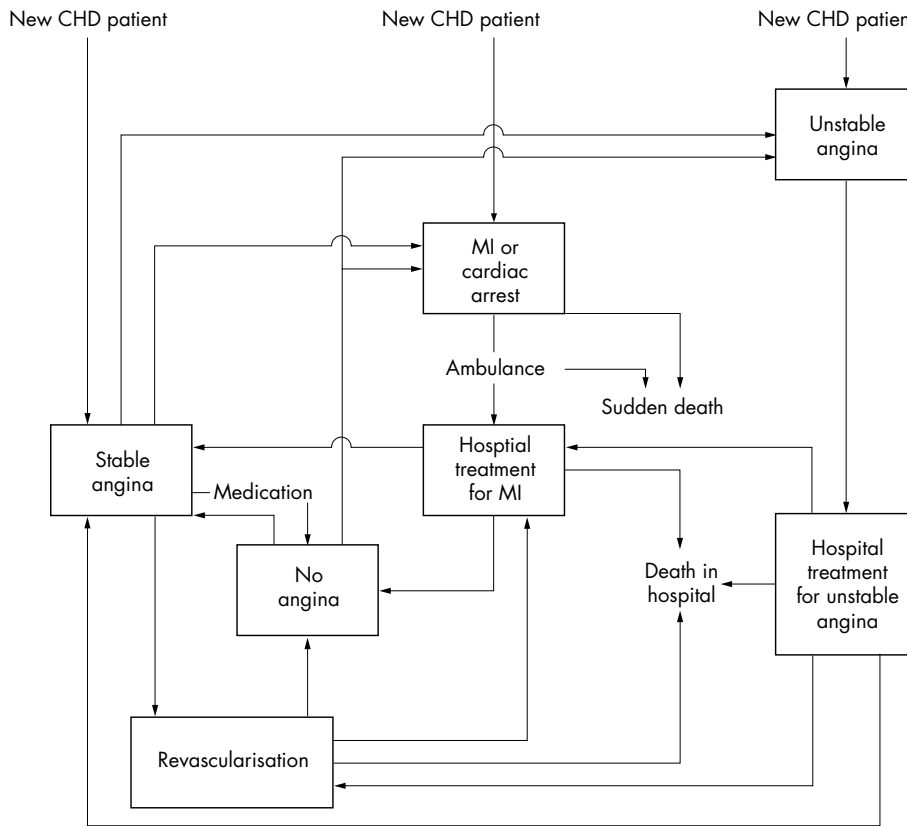 New CHD patient
New CHD patient
New CHD patien
Unstable
angina
MI or
cardiac
arrest
Ambulance
Sudden death
Stable
angina
Medication
Hosptial
treatment
for MI
No
angina
Death in
hospital
Hospital
treatment
for unstable
angina
Revascularisation